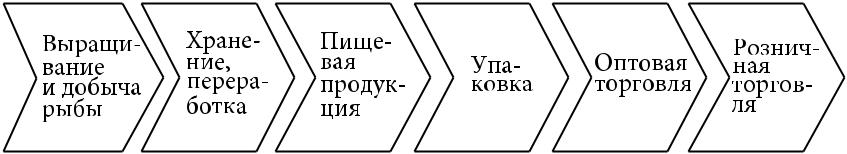 Выращи-
вание
и добыча
рыбы
Хране-
ние,
перера-
ботка
Пище-
вая
продук-
ция
Упа-
ковка
Оптовая
торговля
Рознич-
ная
торгов-
ля